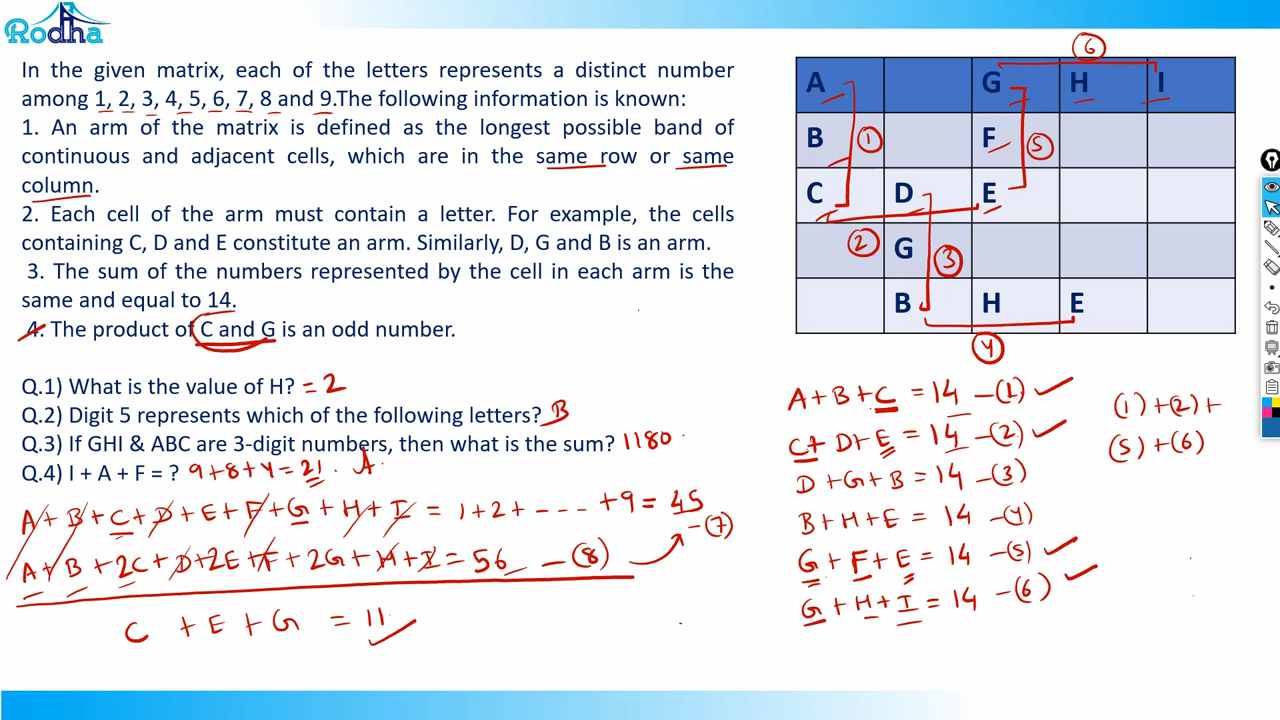 Rodha
In the given matrix, each of the letters represents a distinct number
among 1, 2, 3, 4, 5, 6, 7, 8 and 9.The following information is known:
1. An arm of the matrix is defined as the longest possible band of
continuous and adjacent cells, which are in the same row or same
column.
2. Each cell of the arm must contain a letter. For example, the cells
containing C, D and E constitute an arm. Similarly, D, G and B is an arm.
3. The sum of the numbers represented by the cell in each arm is the
same and equal to 14.
4. The product of C and G is an odd number.
Q.1) What is the value of H? = 2
Q.2) Digit 5 represents which of the following letters? B
Q.3) If GHI & ABC are 3-digit numbers, then what is the sum? 1180
Q.4) I + A + F = ? 9+8+4 = 21. A.
A+B+C+D+E+F+G+H+I = 1+2+----- +9 = 45
-(7)
A+B+2C+D+2E+F+2G+H+I = 56 -(8)
C +E+G = 11
6
A G H I
B 1 F 5
C D E
2 G 3
B H E
4
A+B+C = 14 -(1)
C+D+E = 14 -(2)
D+G+B = 14 -(3)
B+H+E = 14 -(4)
G+F+E = 14 -(5)
G+H+I = 14 -(6)
(1)+(2)+
(5)+(6)